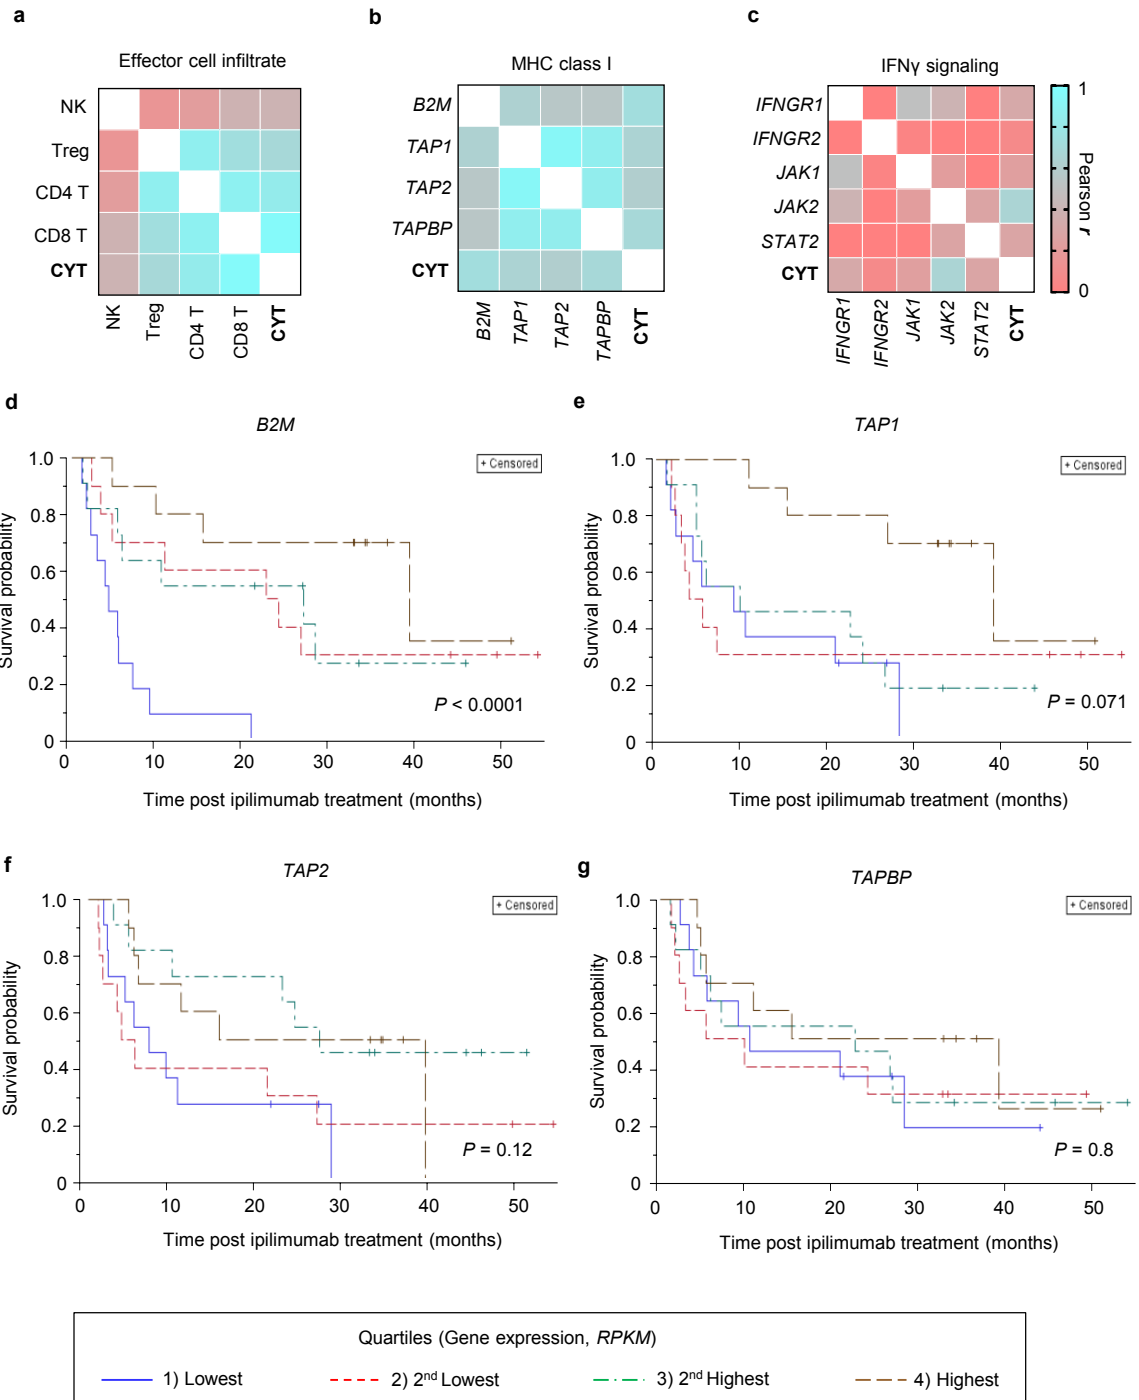 a
b
c
Effector cell infiltrate
MHC class I
IFNγ signaling
NK
Treg
CD4 T
CD8 T
CYT
NK
Treg
CD4 T
CD8 T
CYT
B2M
TAP1
TAP2
TAPBP
CYT
B2M
TAP1
TAP2
TAPBP
CYT
IFNGR1
IFNGR2
JAK1
JAK2
STAT2
CYT
IFNGR1
IFNGR2
JAK1
JAK2
STAT2
CYT
1
Pearson r
0
d
B2M
+ Censored
1.0
0.8
0.6
0.4
0.2
0
Survival probability
P < 0.0001
0 10 20 30 40 50
Time post ipilimumab treatment (months)
e
TAP1
+ Censored
1.0
0.8
0.6
0.4
0.2
0
Survival probability
P = 0.071
0 10 20 30 40 50
Time post ipilimumab treatment (months)
f
TAP2
+ Censored
1.0
0.8
0.6
0.4
0.2
0
Survival probability
P = 0.12
0 10 20 30 40 50
Time post ipilimumab treatment (months)
g
TAPBP
+ Censored
1.0
0.8
0.6
0.4
0.2
0
Survival probability
P = 0.8
0 10 20 30 40 50
Time post ipilimumab treatment (months)
Quartiles (Gene expression, RPKM)
1) Lowest 2) 2nd Lowest 3) 2nd Highest 4) Highest